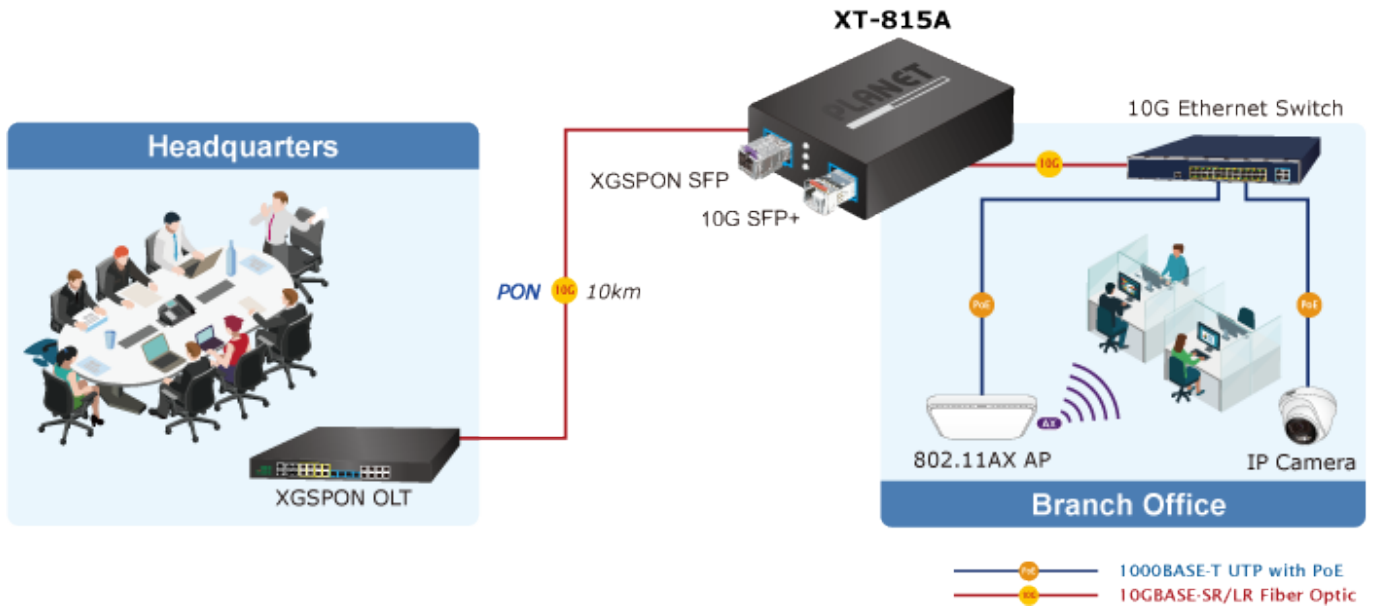 XT-815A
PLANET
10G Ethernet Switch
Headquarters
XGSPON SFP
10G
10G SFP+
PON 10G 10km
PoE
PoE
AX
802.11AX AP
IP Camera
XGSPON OLT
Branch Office
PoE 1000BASE-T UTP with PoE
10G 10GBASE-SR/LR Fiber Optic